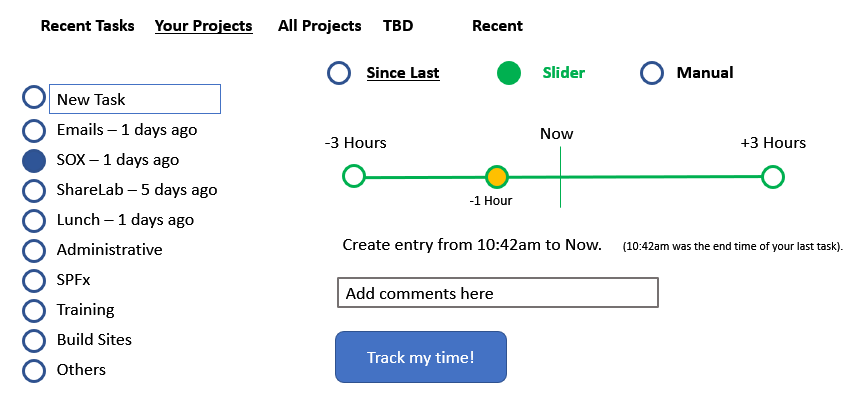 Recent Tasks Your Projects All Projects TBD Recent
Since Last Slider Manual
New Task
Emails – 1 days ago
SOX – 1 days ago
ShareLab – 5 days ago
Lunch – 1 days ago
Administrative
SPFx
Training
Build Sites
Others
Now
-3 Hours +3 Hours
-1 Hour
Create entry from 10:42am to Now. (10:42am was the end time of your last task).
Add comments here
Track my time!